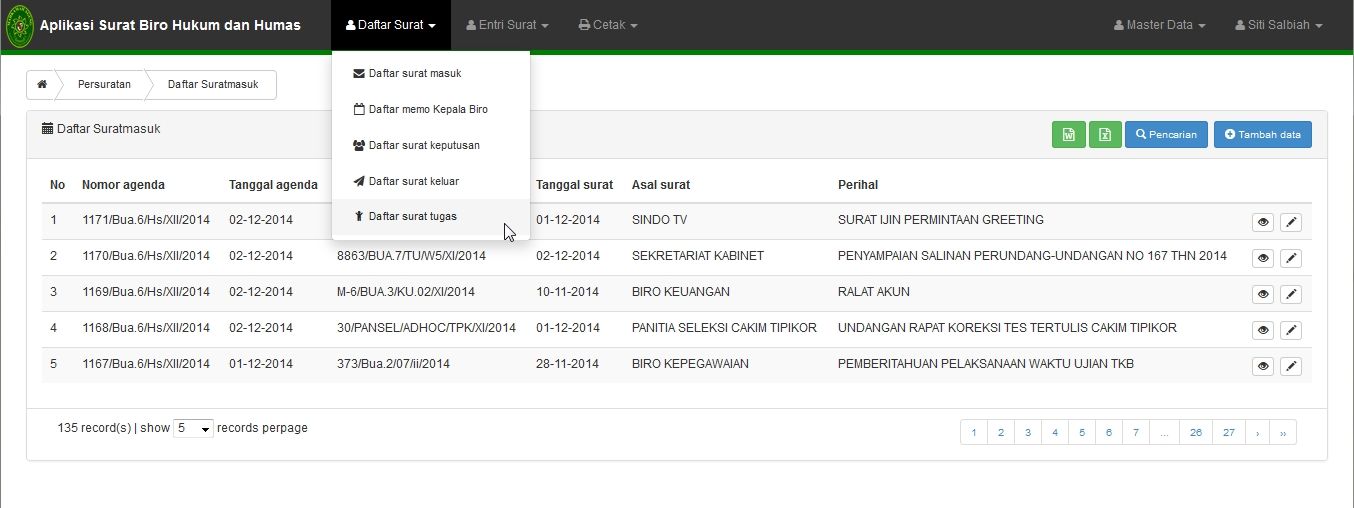 Aplikasi Surat Biro Hukum dan Humas Daftar Surat Entri Surat Cetak Master Data Siti Salbiah
Daftar surat masuk
Daftar memo Kepala Biro
Daftar surat keputusan
Daftar surat keluar
Daftar surat tugas
Persuratan Daftar Suratmasuk
Daftar Suratmasuk Pencarian Tambah data
No Nomor agenda Tanggal agenda Tanggal surat Asal surat Perihal
1 1171/Bua.6/Hs/XII/2014 02-12-2014 01-12-2014 SINDO TV SURAT IJIN PERMINTAAN GREETING
2 1170/Bua.6/Hs/XII/2014 02-12-2014 8863/BUA.7/TU/W5/XI/2014 02-12-2014 SEKRETARIAT KABINET PENYAMPAIAN SALINAN PERUNDANG-UNDANGAN NO 167 THN 2014
3 1169/Bua.6/Hs/XII/2014 02-12-2014 M-6/BUA.3/KU.02/XI/2014 10-11-2014 BIRO KEUANGAN RALAT AKUN
4 1168/Bua.6/Hs/XII/2014 02-12-2014 30/PANSEL/ADHOC/TPK/XI/2014 01-12-2014 PANITIA SELEKSI CAKIM TIPIKOR UNDANGAN RAPAT KOREKSI TES TERTULIS CAKIM TIPIKOR
5 1167/Bua.6/Hs/XII/2014 01-12-2014 373/Bua.2/07/ii/2014 28-11-2014 BIRO KEPEGAWAIAN PEMBERITAHUAN PELAKSANAAN WAKTU UJIAN TKB
135 record(s) | show 5 records perpage 1 2 3 4 5 6 7 ... 26 27 › »